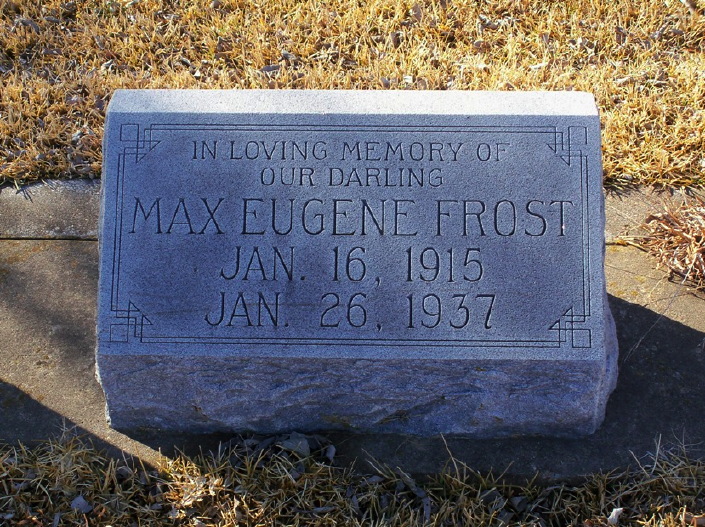 IN LOVING MEMORY OF
OUR DARLING
MAX EUGENE FROST
JAN. 16, 1915
JAN. 26, 1937